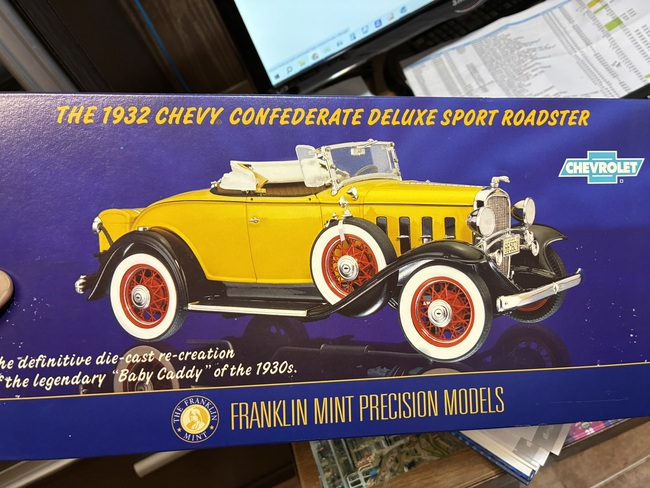 THE 1932 CHEVY CONFEDERATE DELUXE SPORT ROADSTER
CHEVROLET
he definitive die-cast re-creation
f the legendary "Baby Caddy" of the 1930s.
THE FRANKLIN MINT
FRANKLIN MINT PRECISION MODELS